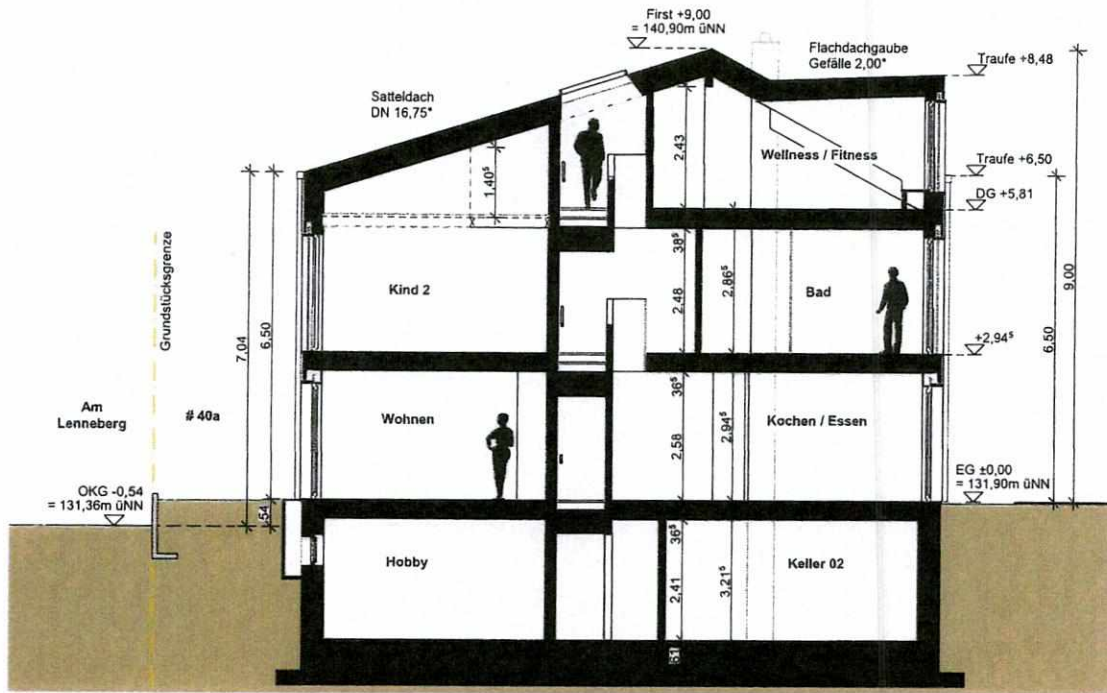 First +9,00
= 140,90m üNN
Flachdachgaube
Gefälle 2,00°
Traufe +8,48
Satteldach
DN 16,75°
2,43
Wellness / Fitness
1,40⁵
Traufe +6,50
DG +5,81
Grundstücksgrenze
7,04
6,50
Kind 2
38⁵
2,48
2,86⁵
Bad
9,00
6,50
+2,94⁵
Am
Lenneberg
# 40a
Wohnen
36⁵
2,58
2,94⁵
Kochen / Essen
OKG -0,54
= 131,36m üNN
54
EG ±0,00
= 131,90m üNN
Hobby
36⁵
2,41
3,21⁵
Keller 02